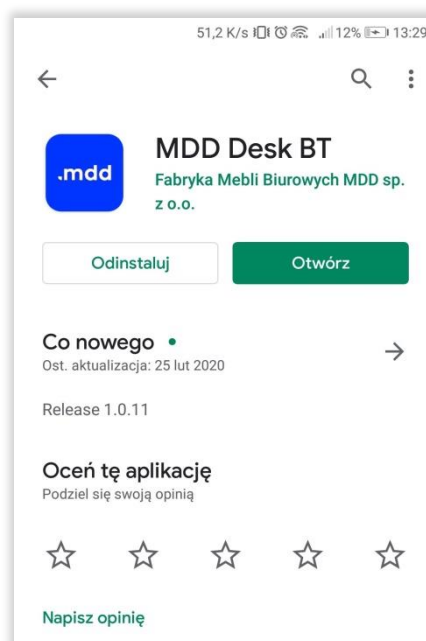 51,2 K/s 12% 13:29
MDD Desk BT
.mdd
Fabryka Mebli Biurowych MDD sp.
z o.o.
Odinstaluj
Otwórz
Co nowego
Ost. aktualizacja: 25 lut 2020
Release 1.0.11
Oceń tę aplikację
Podziel się swoją opinią
Napisz opinię